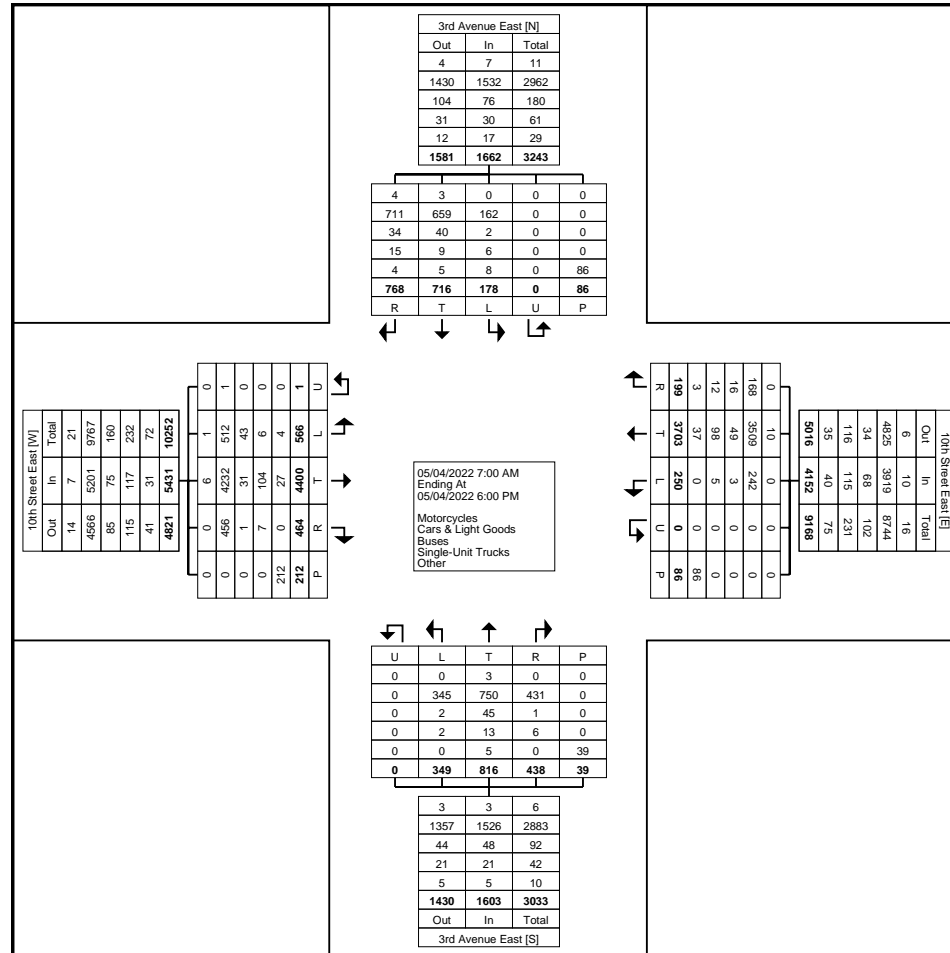 3rd Avenue East [N]
Out In Total
4 7 11
1430 1532 2962
104 76 180
31 30 61
12 17 29
1581 1662 3243
4 3 0 0 0
711 659 162 0 0
34 40 2 0 0
15 9 6 0 0
4 5 8 0 86
768 716 178 0 86
R T L U P
U L T R P
1 566 4400 464 212
0 4 27 0 212
0 6 104 7 0
0 43 31 1 0
1 512 4232 456 0
0 1 6 0 0
10252 5431 4821
72 31 41
232 117 115
160 75 85
9767 5201 4566
21 7 14
Total In Out
10th Street East [W]
05/04/2022 7:00 AM
Ending At
05/04/2022 6:00 PM
Motorcycles
Cars & Light Goods
Buses
Single-Unit Trucks
Other
10th Street East [E]
Out In Total
6 10 16
4825 3919 8744
34 68 102
116 115 231
35 40 75
5016 4152 9168
0 10 0 0 0
168 3509 242 0 0
16 49 3 0 0
12 98 5 0 0
3 37 0 0 86
199 3703 250 0 86
R T L U P
U L T R P
0 0 3 0 0
0 345 750 431 0
0 2 45 1 0
0 2 13 6 0
0 0 5 0 39
0 349 816 438 39
3 3 6
1357 1526 2883
44 48 92
21 21 42
5 5 10
1430 1603 3033
Out In Total
3rd Avenue East [S]